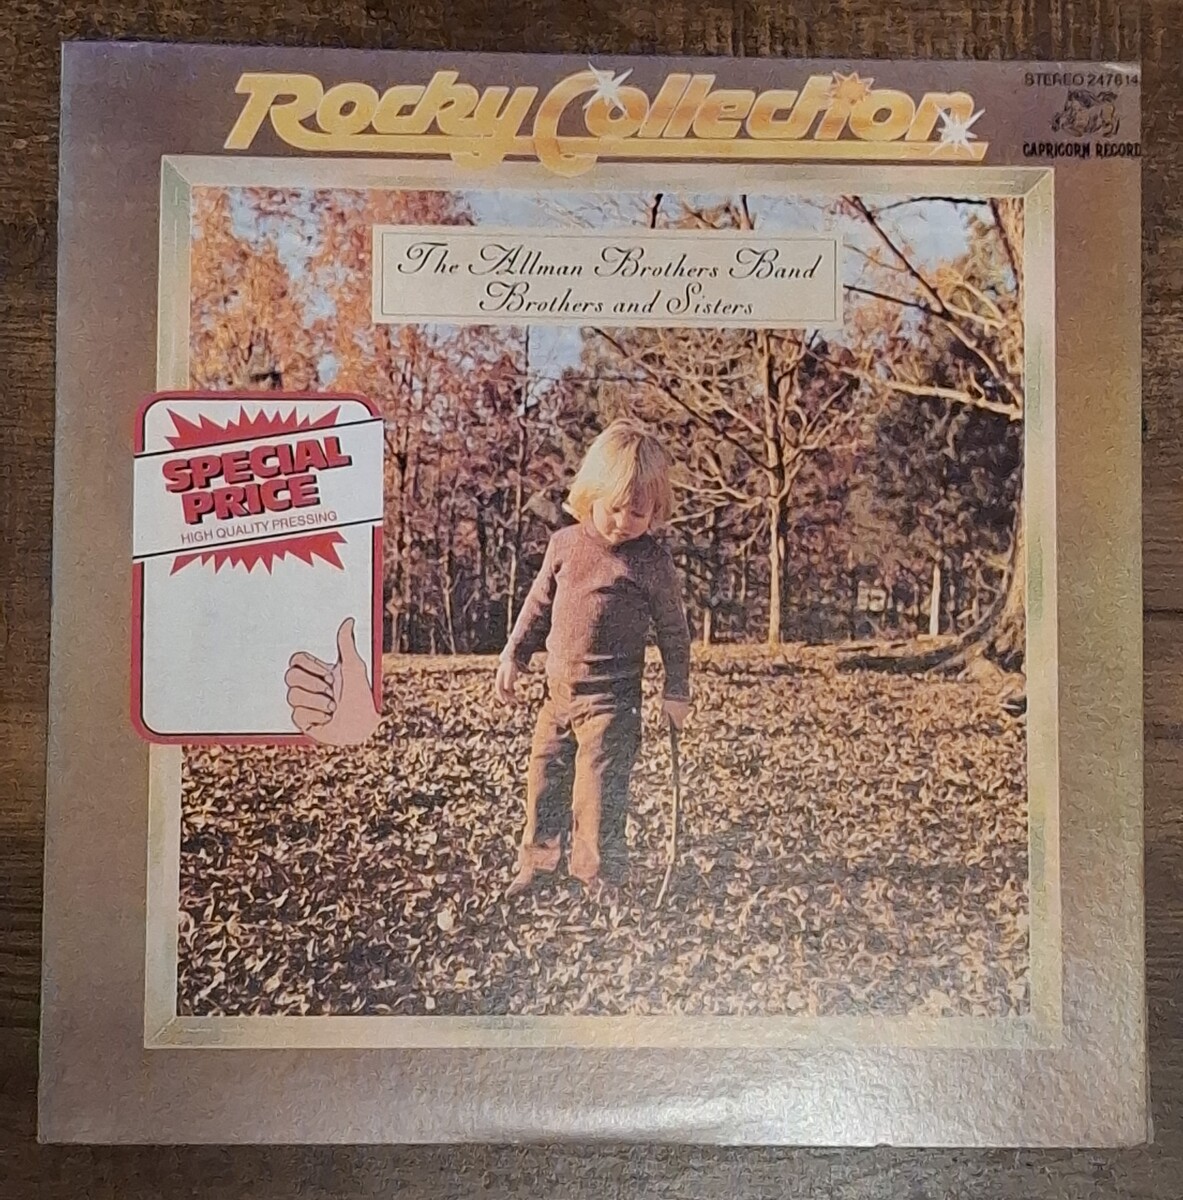 Rocky Collection
STEREO 247614
CAPRICORN RECORD
The Allman Brothers Band
Brothers and Sisters
SPECIAL
PRICE
HIGH QUALITY PRESSING